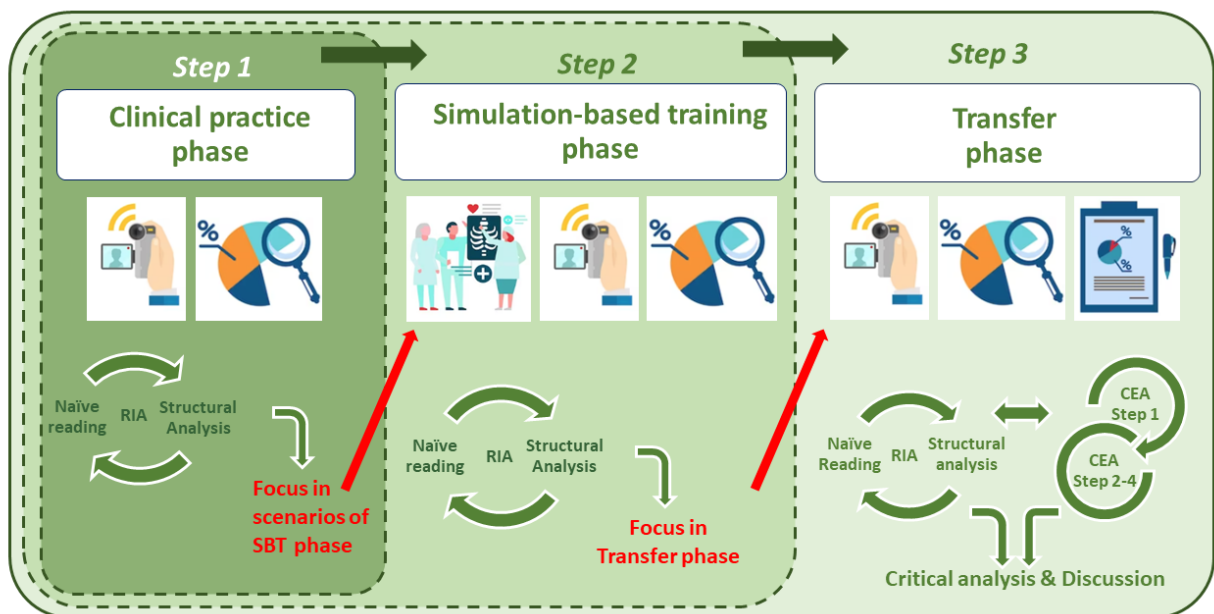 Step 1
Clinical practice
phase
%
Naïve
reading
RIA
Structural
Analysis
Focus in
scenarios of
SBT phase
Step 2
Simulation-based training
phase
%
Naïve
reading
RIA
Structural
Analysis
Focus in
Transfer phase
Step 3
Transfer
phase
%
%
%
Naïve
Reading
RIA
Structural
analysis
CEA
Step 1
CEA
Step 2-4
Critical analysis & Discussion